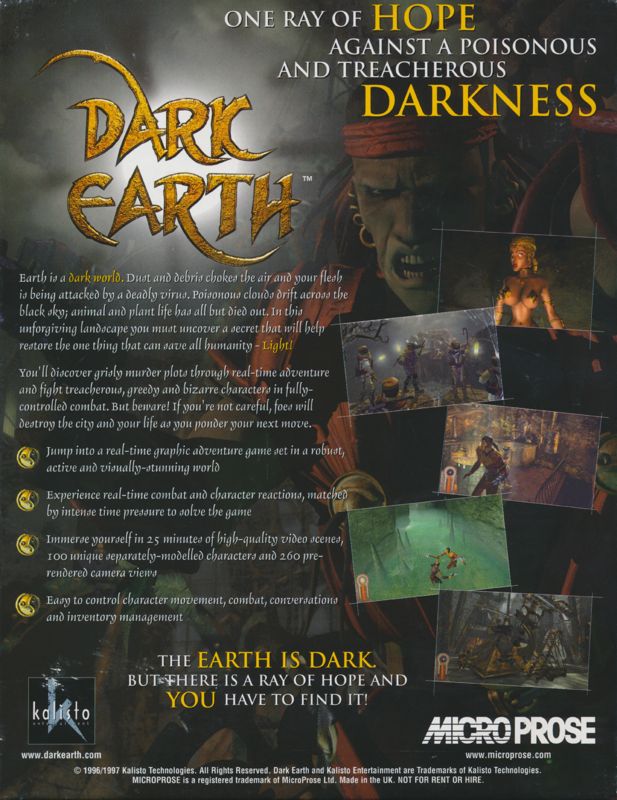 ONE RAY OF HOPE
AGAINST A POISONOUS
AND TREACHEROUS
DARKNESS
DARK
EARTH™
Earth is a dark world. Dust and debris chokes the air and your flesh
is being attacked by a deadly virus. Poisonous clouds drift across the
black sky; animal and plant life has all but died out. In this
unforgiving landscape you must uncover a secret that will help
restore the one thing that can save all humanity - Light!
You'll discover grisly murder plots through real-time adventure
and fight treacherous, greedy and bizarre characters in fully-
controlled combat. But beware! If you're not careful, foes will
destroy the city and your life as you ponder your next move.
Jump into a real-time graphic adventure game set in a robust,
active and visually-stunning world
Experience real-time combat and character reactions, matched
by intense time pressure to solve the game
Immerse yourself in 25 minutes of high-quality video scenes,
100 unique separately-modelled characters and 260 pre-
rendered camera views
Easy to control character movement, combat, conversations
and inventory management
THE EARTH IS DARK.
BUT THERE IS A RAY OF HOPE AND
YOU HAVE TO FIND IT!
kalisto
entertainment
MICROPROSE
www.darkearth.com
www.microprose.com
© 1996/1997 Kalisto Technologies. All Rights Reserved. Dark Earth and Kalisto Entertainment are Trademarks of Kalisto Technologies.
MICROPROSE is a registered trademark of MicroProse Ltd. Made in the UK. NOT FOR RENT OR HIRE.